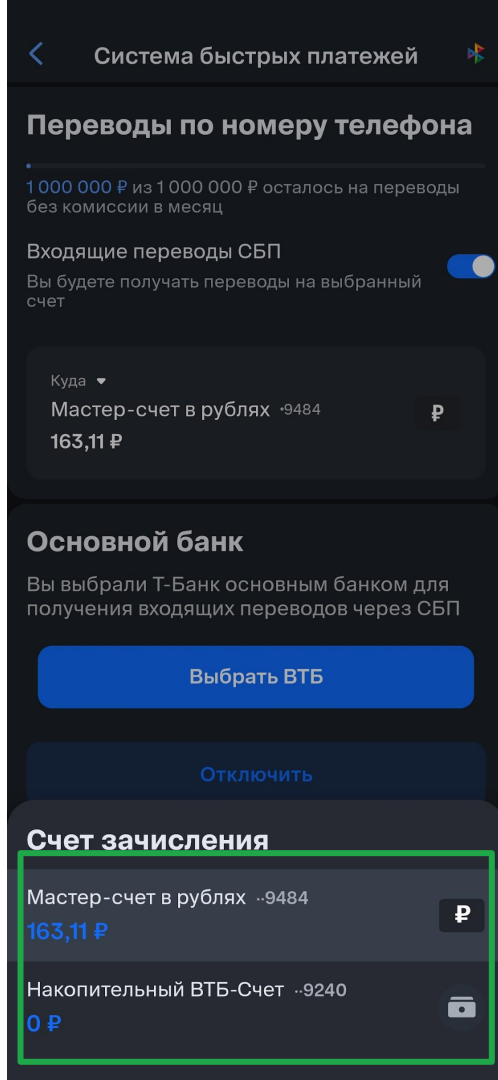 Система быстрых платежей
Переводы по номеру телефона
1 000 000 ₽ из 1 000 000 ₽ осталось на переводы
без комиссии в месяц
Входящие переводы СБП
Вы будете получать переводы на выбранный
счет
Куда
Мастер-счет в рублях ·9484
₽
163,11 ₽
Основной банк
Вы выбрали Т-Банк основным банком для
получения входящих переводов через СБП
Выбрать ВТБ
Отключить
Счет зачисления
Мастер-счет в рублях ··9484
₽
163,11 ₽
Накопительный ВТБ-Счет ··9240
0 ₽